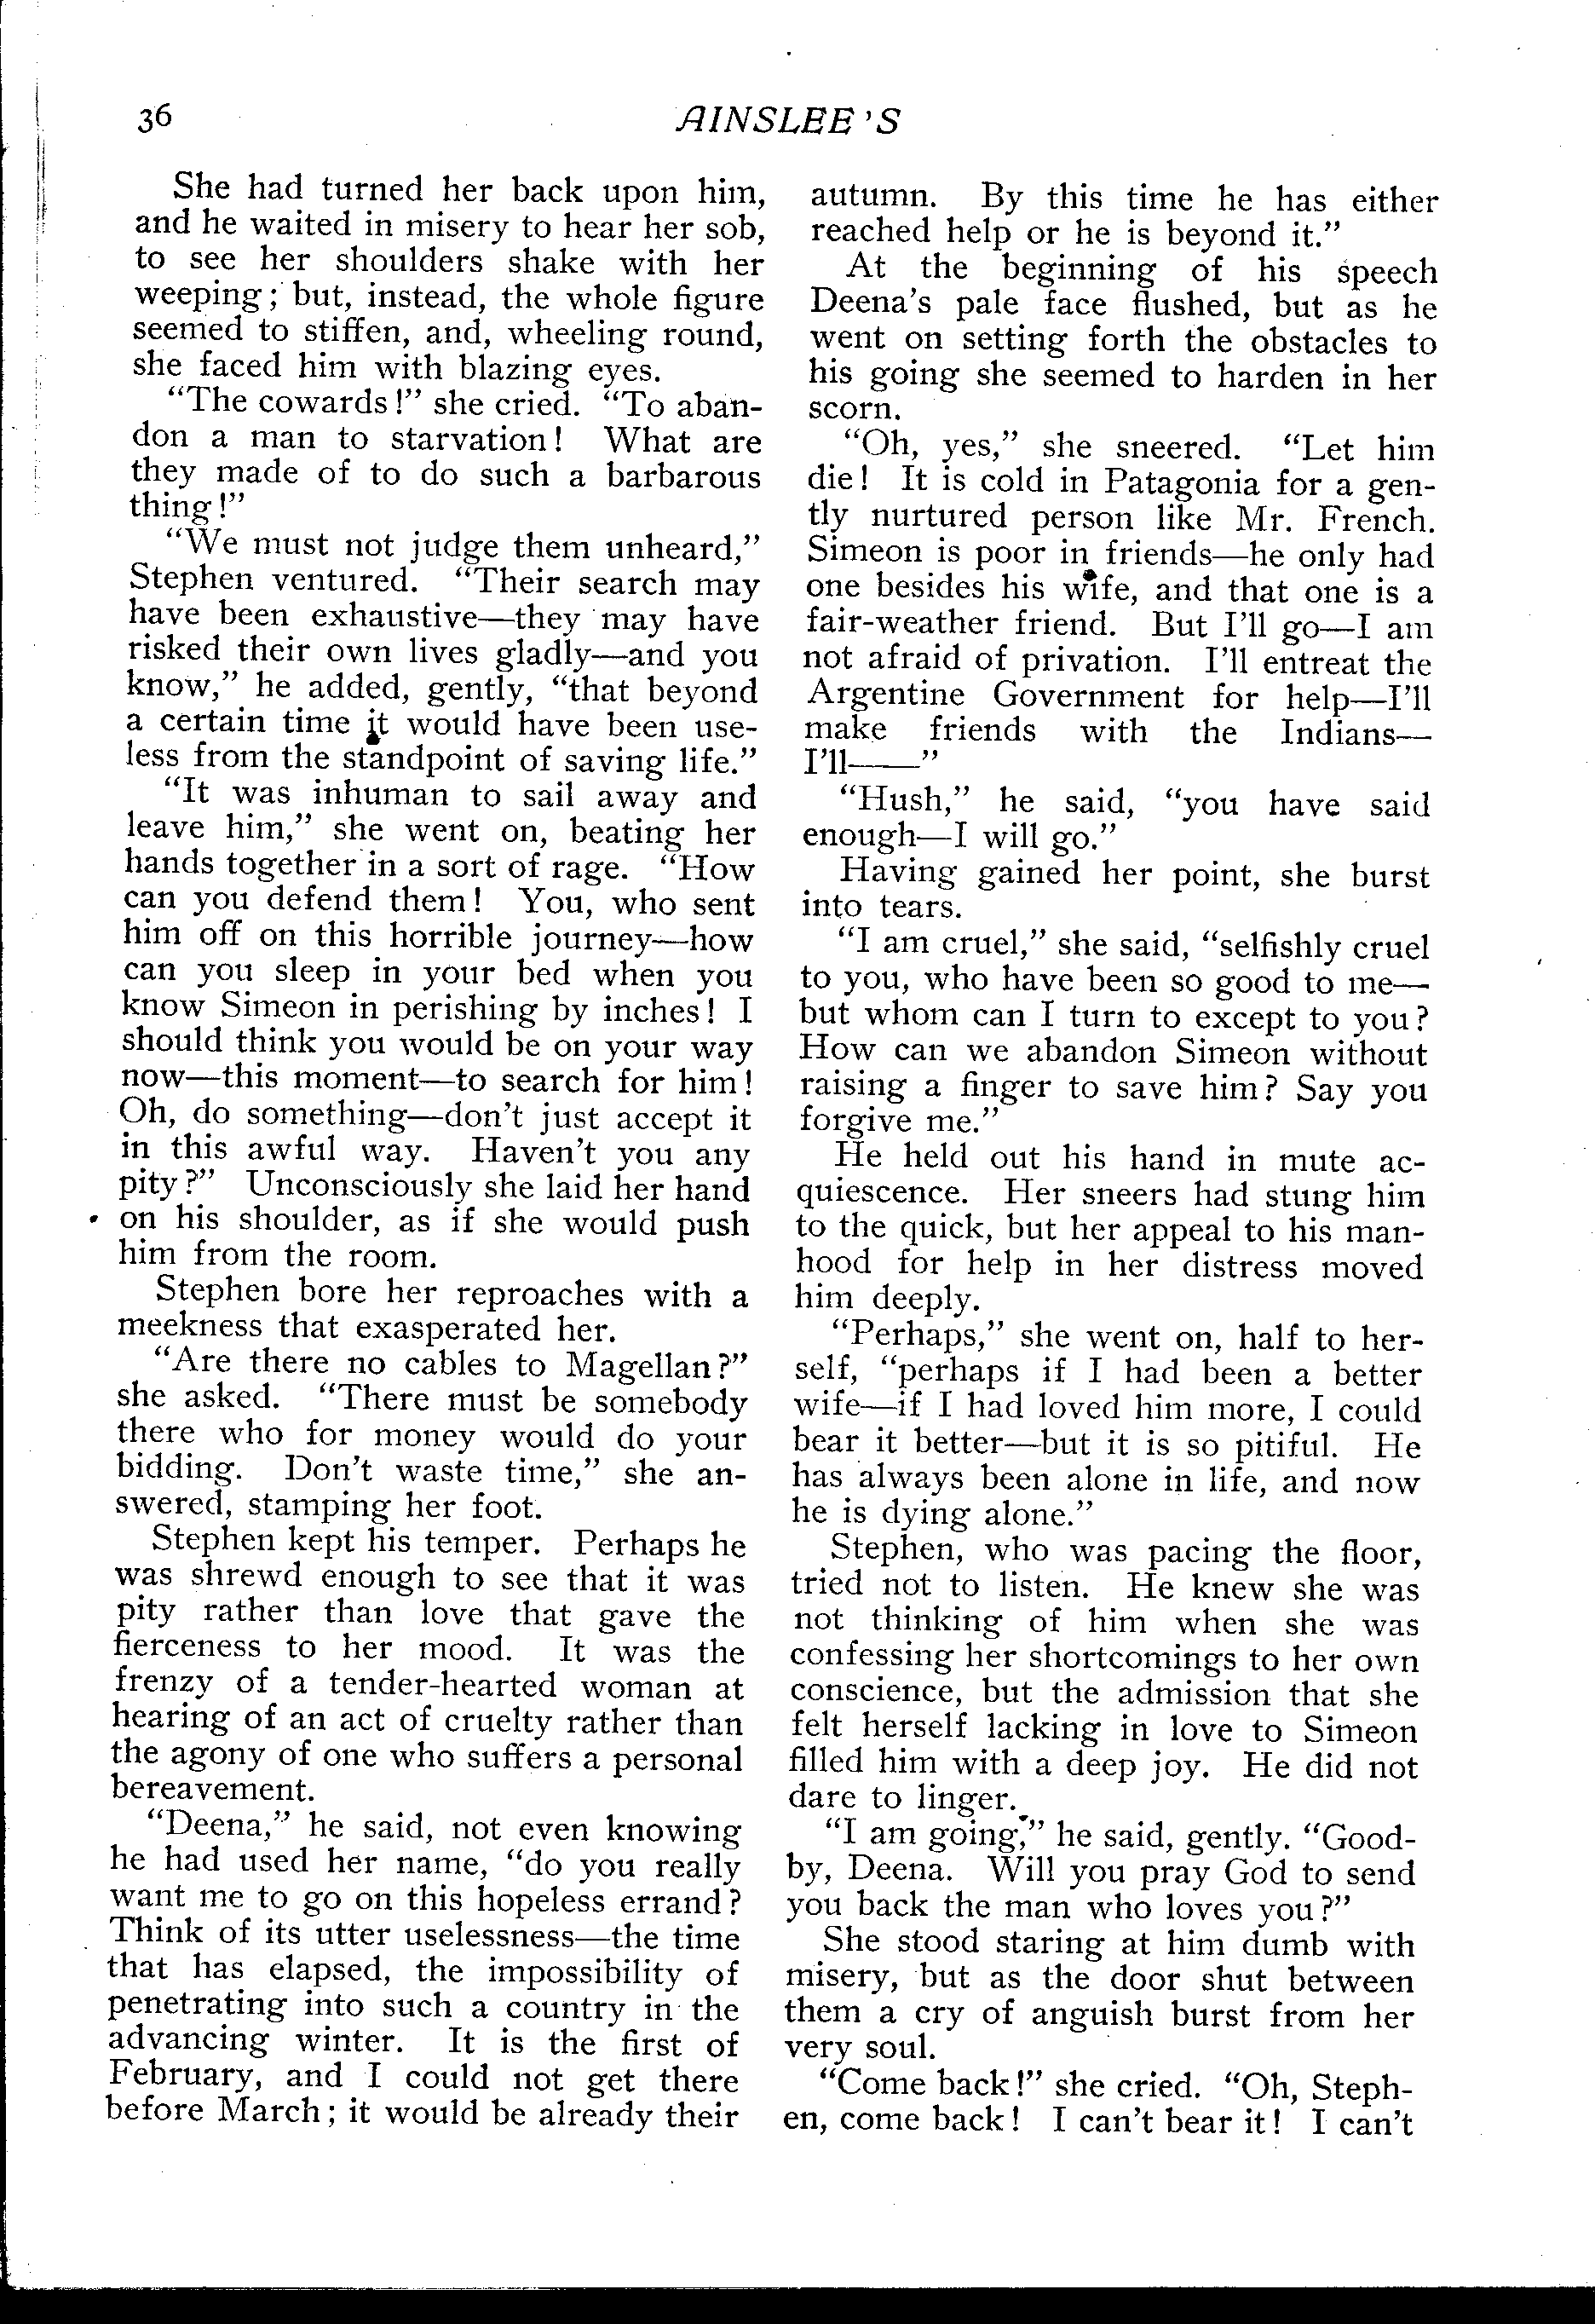 36
AINSLEE'S
She had turned her back upon him,
and he waited in misery to hear her sob,
to see her shoulders shake with her
weeping; but, instead, the whole figure
seemed to stiffen, and, wheeling round,
she faced him with blazing eyes.
"The cowards!" she cried. "To aban-
don a man to starvation! What are
they made of to do such a barbarous
thing!"
"We must not judge them unheard,"
Stephen ventured. "Their search may
have been exhaustive—they may have
risked their own lives gladly—and you
know," he added, gently, "that beyond
a certain time it would have been use-
less from the standpoint of saving life."
"It was inhuman to sail away and
leave him," she went on, beating her
hands together in a sort of rage. "How
can you defend them! You, who sent
him off on this horrible journey—how
can you sleep in your bed when you
know Simeon in perishing by inches! I
should think you would be on your way
now—this moment—to search for him!
Oh, do something—don't just accept it
in this awful way. Haven't you any
pity?" Unconsciously she laid her hand
on his shoulder, as if she would push
him from the room.
Stephen bore her reproaches with a
meekness that exasperated her.
"Are there no cables to Magellan?"
she asked. "There must be somebody
there who for money would do your
bidding. Don't waste time," she an-
swered, stamping her foot.
Stephen kept his temper. Perhaps he
was shrewd enough to see that it was
pity rather than love that gave the
fierceness to her mood. It was the
frenzy of a tender-hearted woman at
hearing of an act of cruelty rather than
the agony of one who suffers a personal
bereavement.
"Deena," he said, not even knowing
he had used her name, "do you really
want me to go on this hopeless errand?
Think of its utter uselessness—the time
that has elapsed, the impossibility of
penetrating into such a country in the
advancing winter. It is the first of
February, and I could not get there
before March; it would be already their
autumn. By this time he has either
reached help or he is beyond it."
At the beginning of his speech
Deena's pale face flushed, but as he
went on setting forth the obstacles to
his going she seemed to harden in her
scorn.
"Oh, yes," she sneered. "Let him
die! It is cold in Patagonia for a gen-
tly nurtured person like Mr. French.
Simeon is poor in friends—he only had
one besides his wife, and that one is a
fair-weather friend. But I'll go—I am
not afraid of privation. I'll entreat the
Argentine Government for help—I'll
make friends with the Indians—
I'll——"
"Hush," he said, "you have said
enough—I will go."
Having gained her point, she burst
into tears.
"I am cruel," she said, "selfishly cruel
to you, who have been so good to me—
but whom can I turn to except to you?
How can we abandon Simeon without
raising a finger to save him? Say you
forgive me."
He held out his hand in mute ac-
quiescence. Her sneers had stung him
to the quick, but her appeal to his man-
hood for help in her distress moved
him deeply.
"Perhaps," she went on, half to her-
self, "perhaps if I had been a better
wife—if I had loved him more, I could
bear it better—but it is so pitiful. He
has always been alone in life, and now
he is dying alone."
Stephen, who was pacing the floor,
tried not to listen. He knew she was
not thinking of him when she was
confessing her shortcomings to her own
conscience, but the admission that she
felt herself lacking in love to Simeon
filled him with a deep joy. He did not
dare to linger.
"I am going," he said, gently. "Good-
by, Deena. Will you pray God to send
you back the man who loves you?"
She stood staring at him dumb with
misery, but as the door shut between
them a cry of anguish burst from her
very soul.
"Come back!" she cried. "Oh, Steph-
en, come back! I can't bear it! I can't